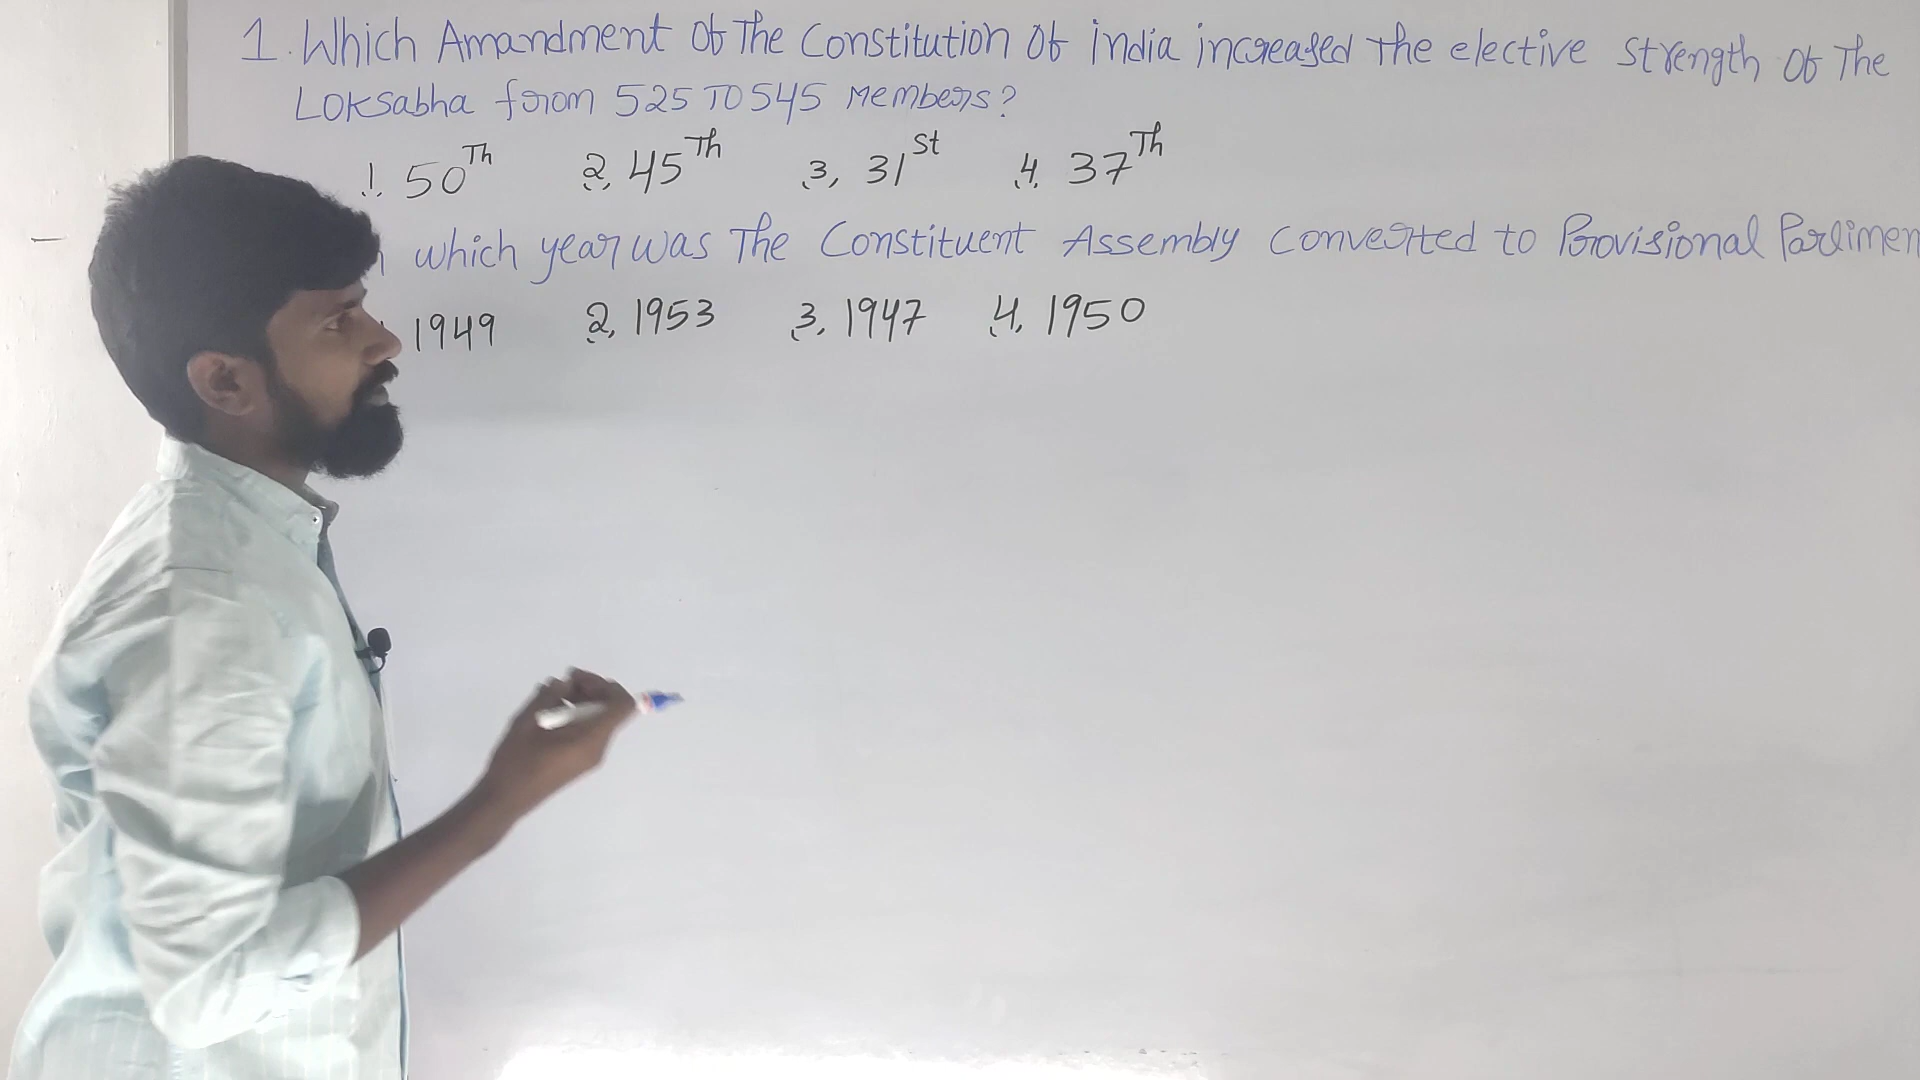 1. Which Amandment Of The Constitution Of india increased The elective Strength Of The
Loksabha from 525 TO 545 Members?
1. 50Th 2, 45Th 3, 31st 4. 37Th
which year was The Constituent Assembly Converted to Provisional Parlimen
1949 2, 1953 3, 1947 4, 1950